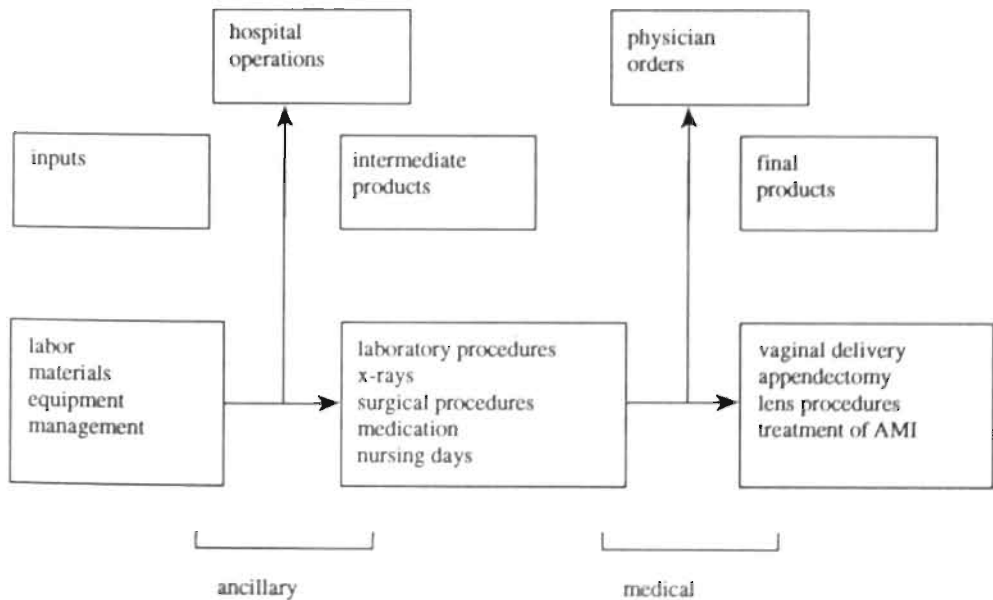 hospital
operations
physician
orders
inputs
intermediate
products
final
products
labor
materials
equipment
management
laboratory procedures
x-rays
surgical procedures
medication
nursing days
vaginal delivery
appendectomy
lens procedures
treatment of AMI
ancillary
medical